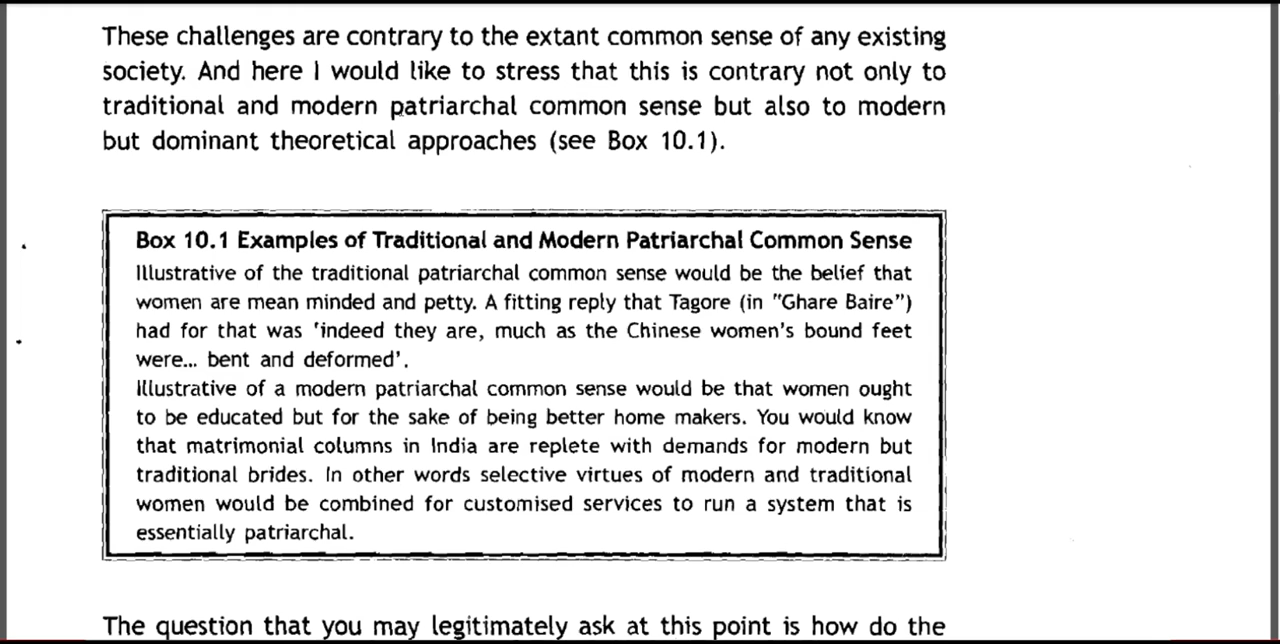 These challenges are contrary to the extant common sense of any existing
society. And here I would like to stress that this is contrary not only to
traditional and modern patriarchal common sense but also to modern
but dominant theoretical approaches (see Box 10.1).
Box 10.1 Examples of Traditional and Modern Patriarchal Common Sense
Illustrative of the traditional patriarchal common sense would be the belief that
women are mean minded and petty. A fitting reply that Tagore (in "Ghare Baire")
had for that was 'indeed they are, much as the Chinese women's bound feet
were... bent and deformed'.
Illustrative of a modern patriarchal common sense would be that women ought
to be educated but for the sake of being better home makers. You would know
that matrimonial columns in India are replete with demands for modern but
traditional brides. In other words selective virtues of modern and traditional
women would be combined for customised services to run a system that is
essentially patriarchal.
The question that you may legitimately ask at this point is how do the